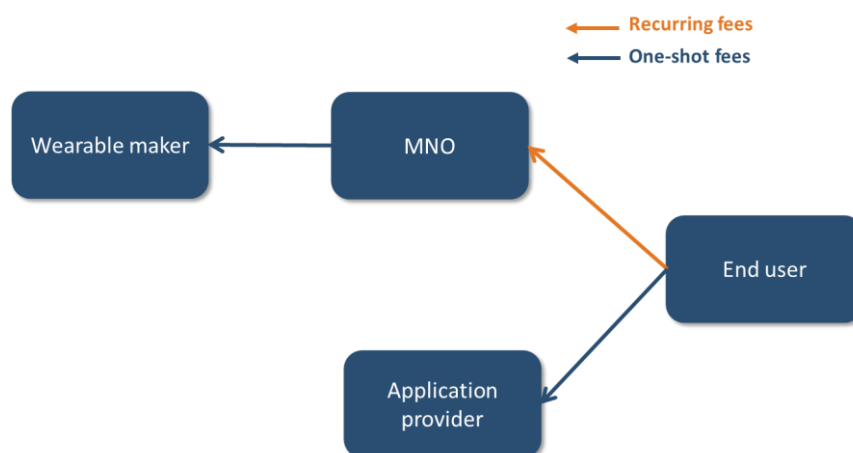 Recurring fees
One-shot fees
Wearable maker
MNO
End user
Application
provider